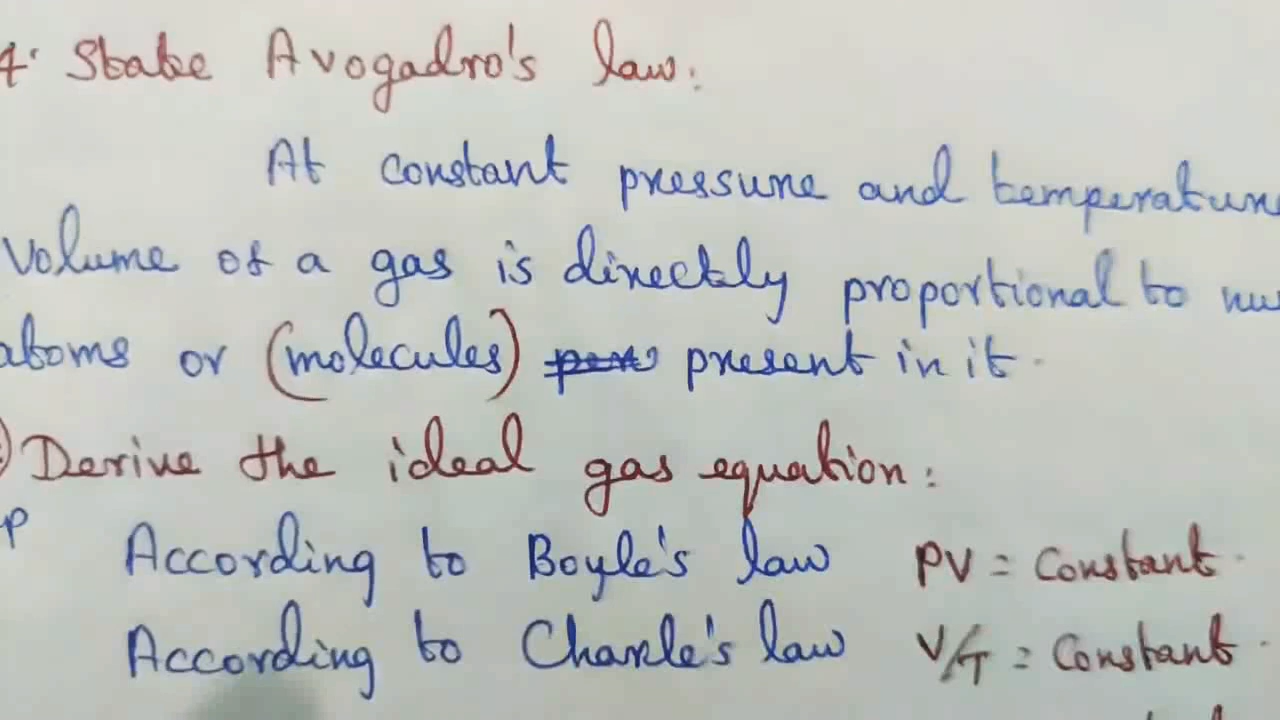 4. State Avogadro's law:
At constant pressure and temperature
Volume of a gas is directly proportional to nu
atoms or (molecules) present in it.
) Derive the ideal gas equation:
P
According to Boyle's law PV = Constant.
According to Charle's law V/T = Constant.